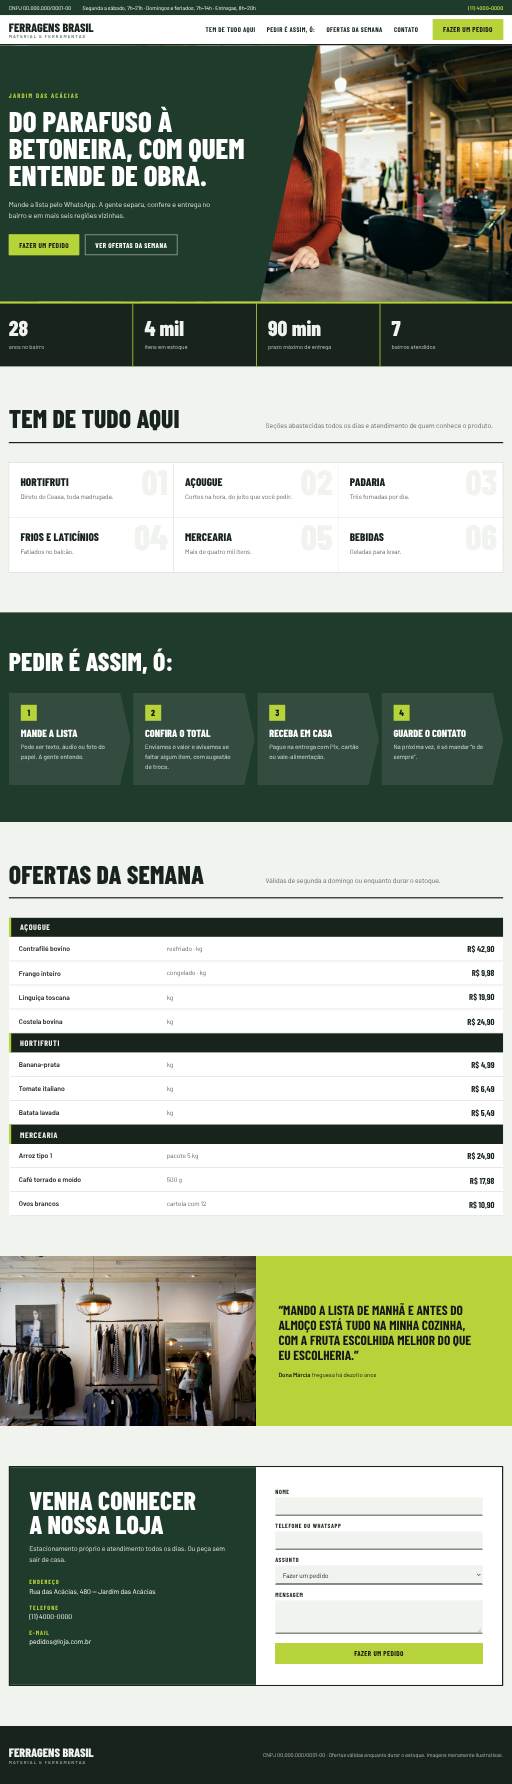 CNPJ 00.000.000/0001-00 Segunda a sábado, 7h–21h · Domingos e feriados, 7h–14h · Entregas, 8h–20h (11) 4000-0000
FERRAGENS BRASIL
MATERIAL & FERRAMENTAS
TEM DE TUDO AQUI PEDIR É ASSIM, Ó: OFERTAS DA SEMANA CONTATO FAZER UM PEDIDO
JARDIM DAS ACÁCIAS
DO PARAFUSO À
BETONEIRA, COM QUEM
ENTENDE DE OBRA.
Mande a lista pelo WhatsApp. A gente separa, confere e entrega no
bairro e em mais seis regiões vizinhas.
FAZER UM PEDIDO VER OFERTAS DA SEMANA
28 4 mil 90 min 7
anos no bairro itens em estoque prazo máximo de entrega bairros atendidos
TEM DE TUDO AQUI
Seções abastecidas todos os dias e atendimento de quem conhece o produto.
HORTIFRUTI 01 AÇOUGUE 02 PADARIA 03
Direto do Ceasa, toda madrugada. Cortes na hora, do jeito que você pedir. Três fornadas por dia.
FRIOS E LATICÍNIOS 04 MERCEARIA 05 BEBIDAS 06
Fatiados no balcão. Mais de quatro mil itens. Geladas para levar.
PEDIR É ASSIM, Ó:
1 2 3 4
MANDE A LISTA CONFIRA O TOTAL RECEBA EM CASA GUARDE O CONTATO
Pode ser texto, áudio ou foto do Enviamos o valor e avisamos se Pague na entrega com Pix, cartão Na próxima vez, é só mandar "o de
papel. A gente entende. faltar algum item, com sugestão ou vale-alimentação. sempre".
de troca.
OFERTAS DA SEMANA
Válidas de segunda a domingo ou enquanto durar o estoque.
AÇOUGUE
Contrafilé bovino resfriado · kg R$ 42,90
Frango inteiro congelado · kg R$ 9,98
Linguiça toscana kg R$ 19,90
Costela bovina kg R$ 24,90
HORTIFRUTI
Banana-prata kg R$ 4,99
Tomate italiano kg R$ 6,49
Batata lavada kg R$ 5,49
MERCEARIA
Arroz tipo 1 pacote 5 kg R$ 24,90
Café torrado e moído 500 g R$ 17,98
Ovos brancos cartela com 12 R$ 10,90
"MANDO A LISTA DE MANHÃ E ANTES DO
ALMOÇO ESTÁ TUDO NA MINHA COZINHA,
COM A FRUTA ESCOLHIDA MELHOR DO QUE
EU ESCOLHERIA."
Dona Márcia freguesa há dezoito anos
VENHA CONHECER
A NOSSA LOJA
Estacionamento próprio e atendimento todos os dias. Ou peça sem
sair de casa.
ENDEREÇO
Rua das Acácias, 480 — Jardim das Acácias
TELEFONE
(11) 4000-0000
E-MAIL
pedidos@loja.com.br
NOME
TELEFONE OU WHATSAPP
ASSUNTO
Fazer um pedido
MENSAGEM
FAZER UM PEDIDO
FERRAGENS BRASIL
MATERIAL & FERRAMENTAS
CNPJ 00.000.000/0001-00 · Ofertas válidas enquanto durar o estoque. Imagens meramente ilustrativas.